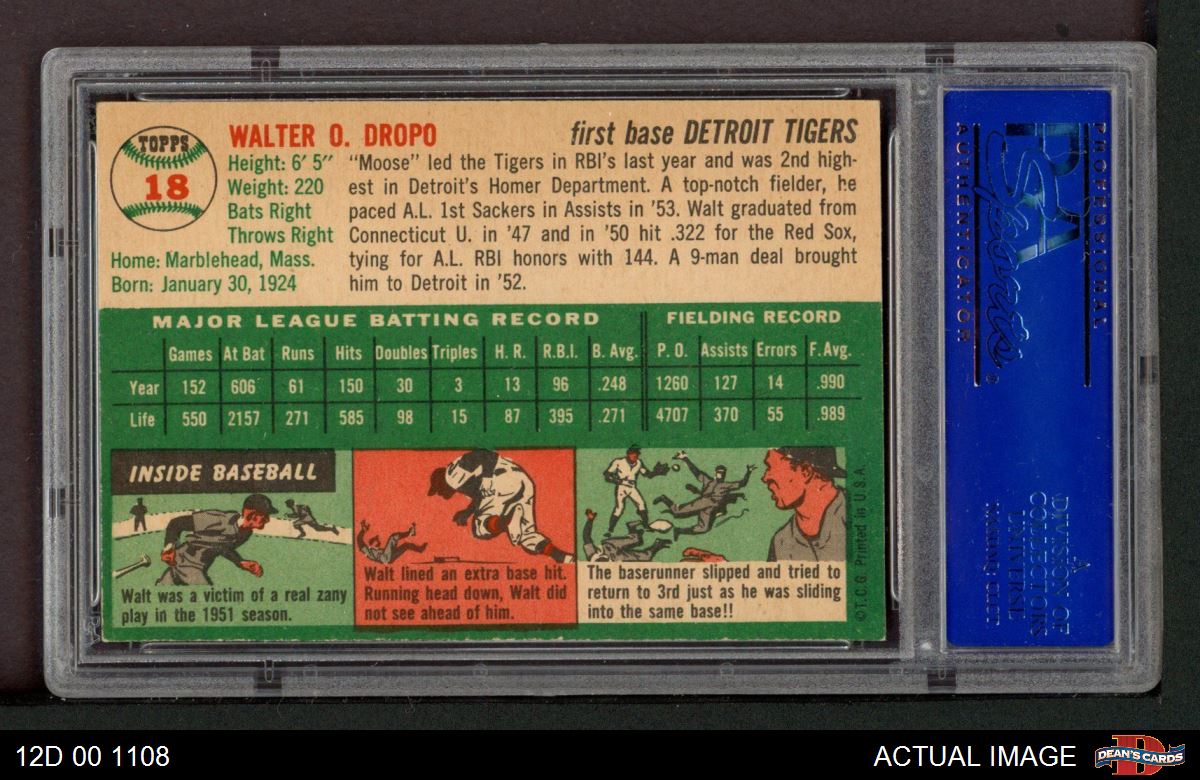 TOPPS
18
WALTER O. DROPO
first base DETROIT TIGERS
Height: 6' 5"
Weight: 220
Bats Right
Throws Right
Home: Marblehead, Mass.
Born: January 30, 1924
"Moose" led the Tigers in RBI's last year and was 2nd high-
est in Detroit's Homer Department. A top-notch fielder, he
paced A.L. 1st Sackers in Assists in '53. Walt graduated from
Connecticut U. in '47 and in '50 hit .322 for the Red Sox,
tying for A.L. RBI honors with 144. A 9-man deal brought
him to Detroit in '52.
MAJOR LEAGUE BATTING RECORD FIELDING RECORD
Games At Bat Runs Hits Doubles Triples H. R. R.B.I. B. Avg. P. O. Assists Errors F. Avg.
Year 152 606 61 150 30 3 13 96 .248 1260 127 14 .990
Life 550 2157 271 585 98 15 87 395 .271 4707 370 55 .989
INSIDE BASEBALL
Walt was a victim of a real zany
play in the 1951 season.
Walt lined an extra base hit.
Running head down, Walt did
not see ahead of him.
The baserunner slipped and tried to
return to 3rd just as he was sliding
into the same base!!
©T.C.G. Printed in U.S.A.
PROFESSIONAL
PSA
Sports
AUTHENTICATOR
A
DIVISION OF
COLLECTORS
UNIVERSE
NASDAQ: CLCT
12D 00 1108
ACTUAL IMAGE
D
DEAN'S CARDS